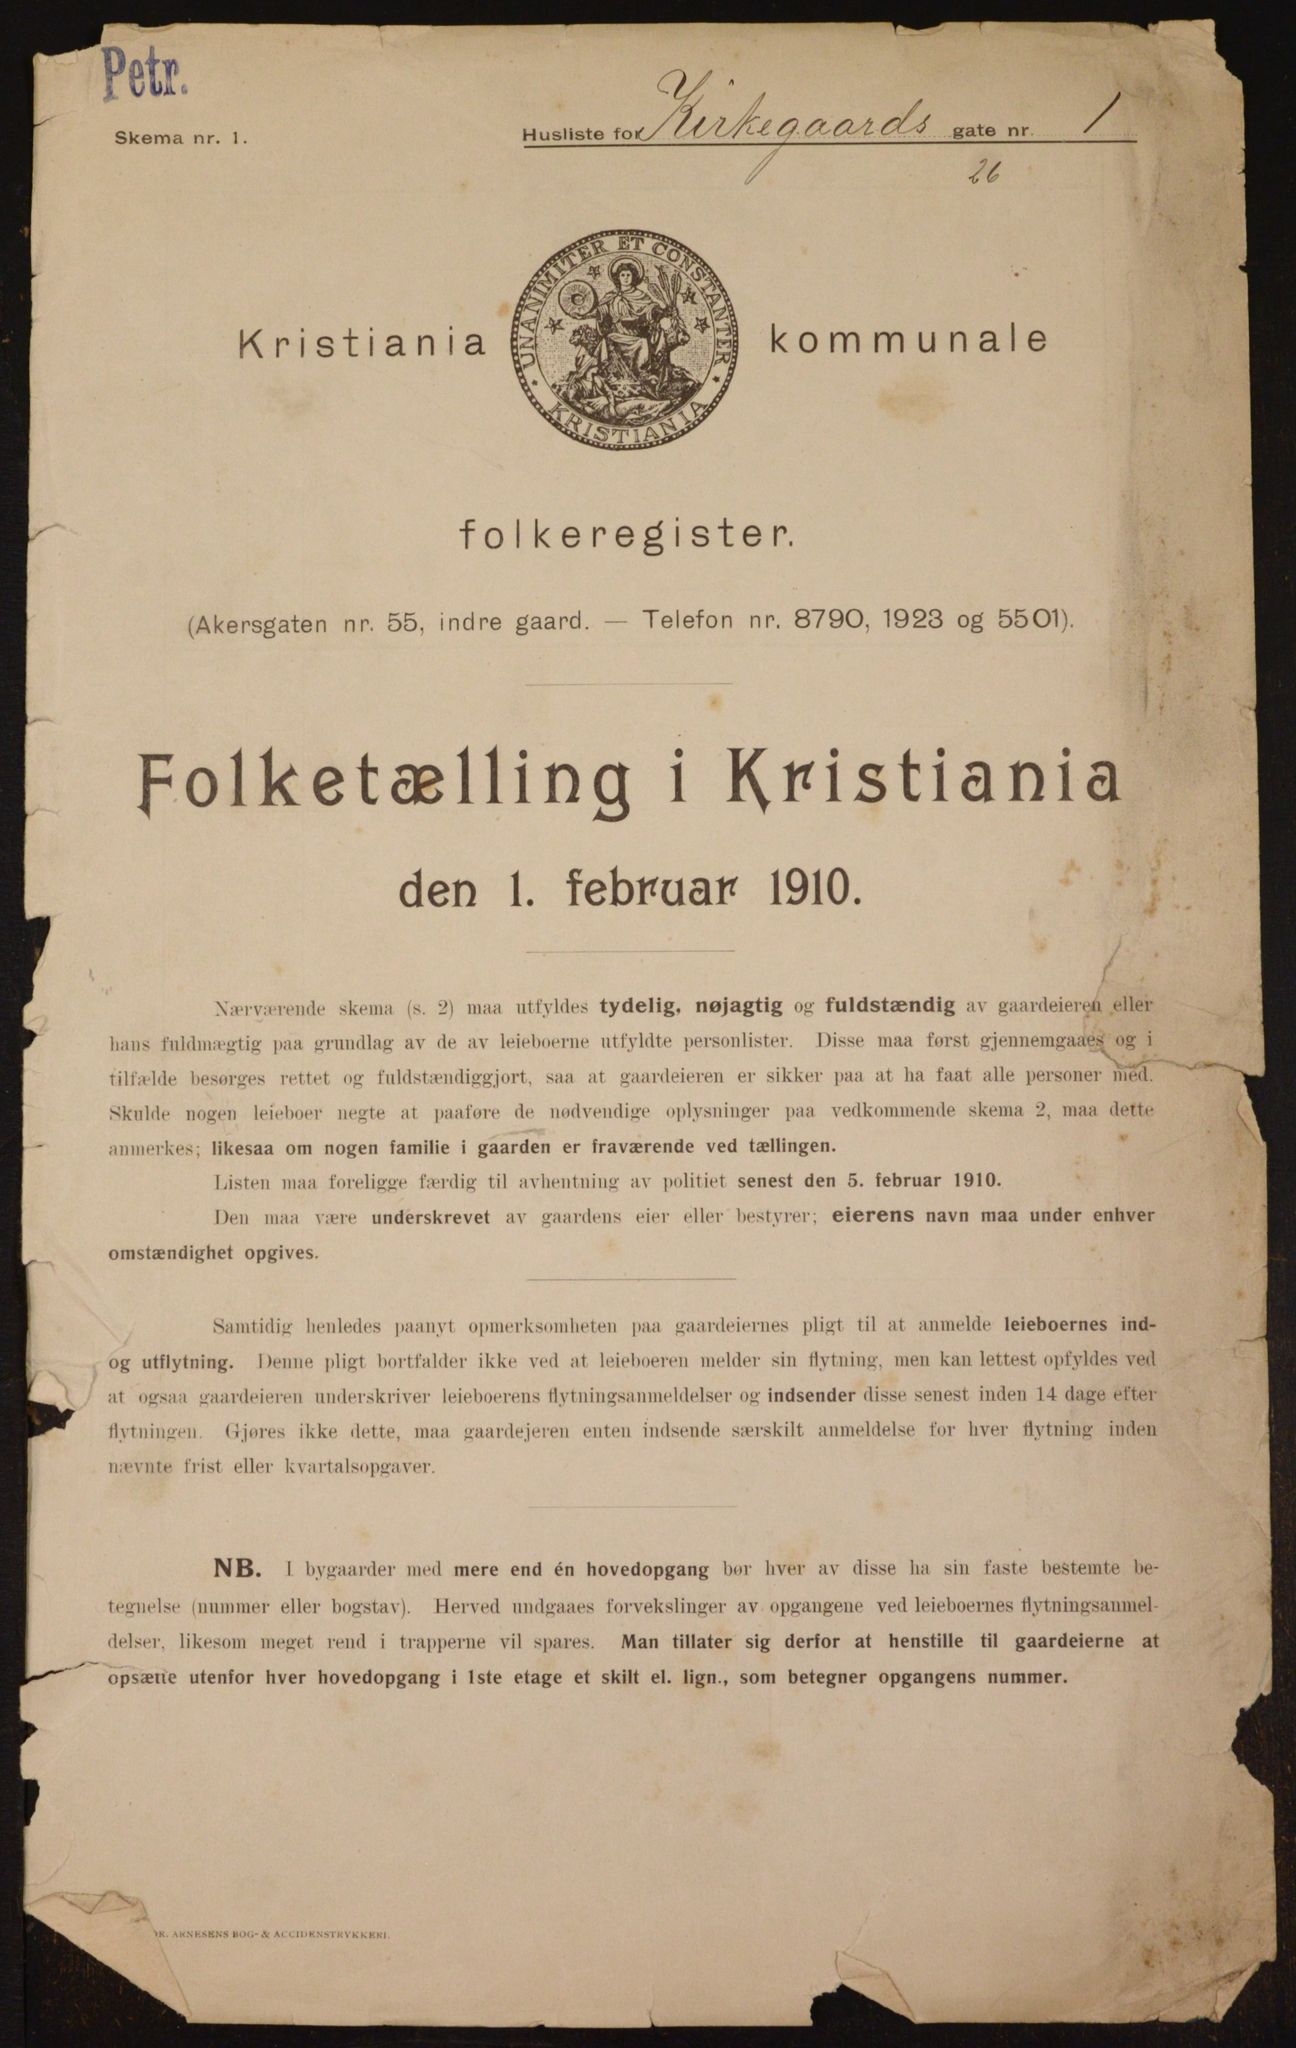 Petr.
Skema nr. 1.
Husliste for Kirkegaards gate nr. 1
26
UNANIMITER ET CONSTANTER
KRISTIANIA
Kristiania kommunale
folkeregister.
(Akersgaten nr. 55, indre gaard. — Telefon nr. 8790, 1923 og 5501).
Folketælling i Kristiania
den 1. februar 1910.
Nærværende skema (s. 2) maa utfyldes tydelig, nøjagtig og fuldstændig av gaardeieren eller
hans fuldmægtig paa grundlag av de av leieboerne utfyldte personlister. Disse maa først gjennemgaaes og i
tilfælde besørges rettet og fuldstændiggjort, saa at gaardeieren er sikker paa at ha faat alle personer med.
Skulde nogen leieboer negte at paaføre de nødvendige oplysninger paa vedkommende skema 2, maa dette
anmerkes; likesaa om nogen familie i gaarden er fraværende ved tællingen.
Listen maa foreligge færdig til avhentning av politiet senest den 5. februar 1910.
Den maa være underskrevet av gaardens eier eller bestyrer; eierens navn maa under enhver
omstændighet opgives.
Samtidig henledes paanyt opmerksomheten paa gaardeiernes pligt til at anmelde leieboernes ind-
og utflytning. Denne pligt bortfalder ikke ved at leieboeren melder sin flytning, men kan lettest opfyldes ved
at ogsaa gaardeieren underskriver leieboerens flytningsanmeldelser og indsender disse senest inden 14 dage efter
flytningen. Gjøres ikke dette, maa gaardejeren enten indsende særskilt anmeldelse for hver flytning inden
nævnte frist eller kvartalsopgaver.
NB. I bygaarder med mere end én hovedopgang bør hver av disse ha sin faste bestemte be-
tegnelse (nummer eller bogstav). Herved undgaaes forvekslinger av opgangene ved leieboernes flytningsanmel-
delser, likesom meget rend i trapperne vil spares. Man tillater sig derfor at henstille til gaardeierne at
opsætte utenfor hver hovedopgang i 1ste etage et skilt el. lign., som betegner opgangens nummer.
DR. ARNESENS BOG- & ACCIDENSTRYKKERI.